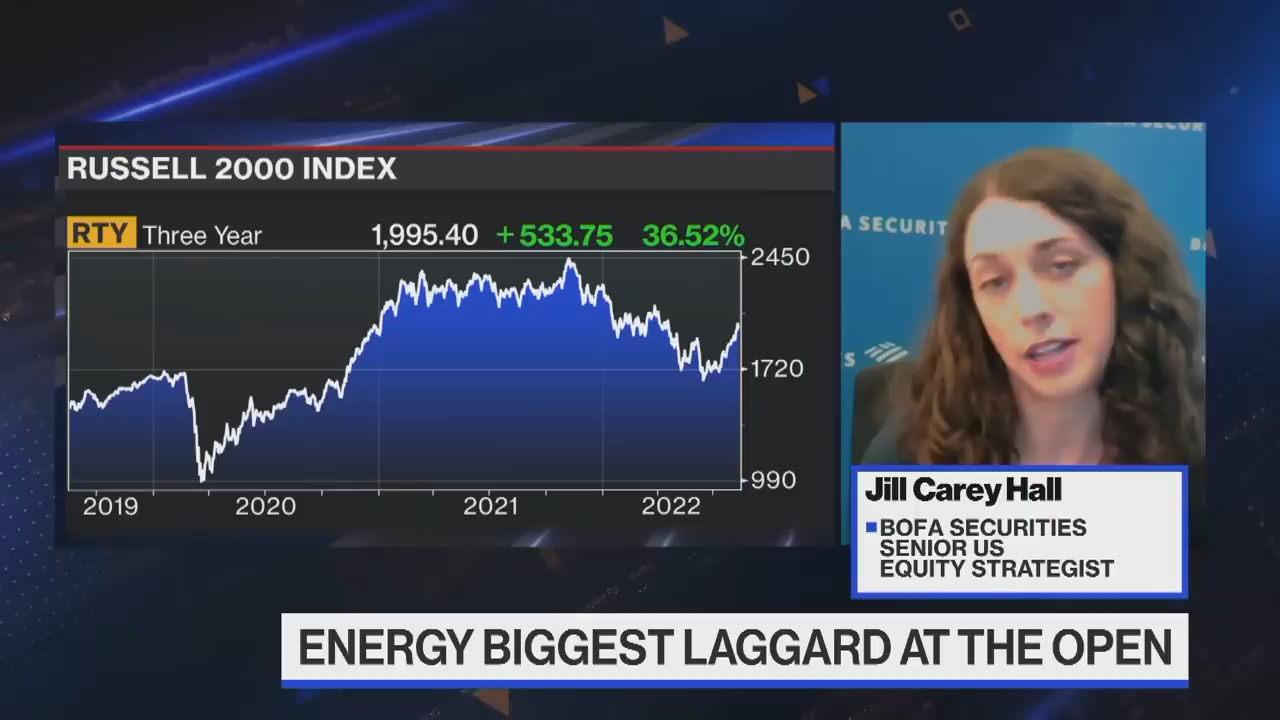 RUSSELL 2000 INDEX
RTY Three Year 1,995.40 +533.75 36.52%
2450
1720
990
2019 2020 2021 2022
A SECURIT
S
Jill Carey Hall
BOFA SECURITIES
SENIOR US
EQUITY STRATEGIST
ENERGY BIGGEST LAGGARD AT THE OPEN